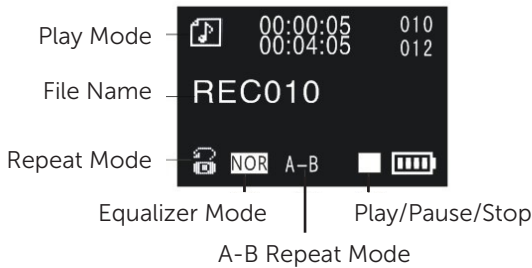 Play Mode
00:00:05 010
00:04:05 012
File Name
REC010
Repeat Mode
NOR A-B
Equalizer Mode
Play/Pause/Stop
A-B Repeat Mode